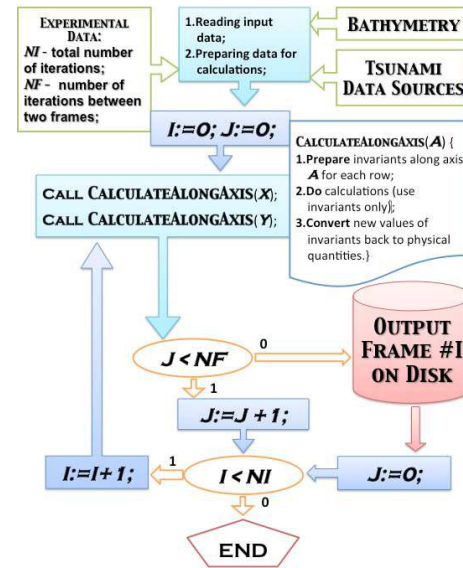 EXPERIMENTAL
DATA:
NI - total number
of iterations;
NF - number of
iterations between
two frames;
1.Reading input
data;
2.Preparing data for
calculations;
BATHYMETRY
TSUNAMI
DATA SOURCES
I:=0; J:=0;
CALCULATEALONGAXIS(A) {
1.Prepare invariants along axis
A for each row;
2.Do calculations (use
invariants only);
3.Convert new values of
invariants back to physical
quantities.}
CALL CALCULATEALONGAXIS(X);
CALL CALCULATEALONGAXIS(Y);
J < NF
0
1
OUTPUT
FRAME #I
ON DISK
J:=J +1;
I:=I+1;
1
I < NI
0
J:=0;
END